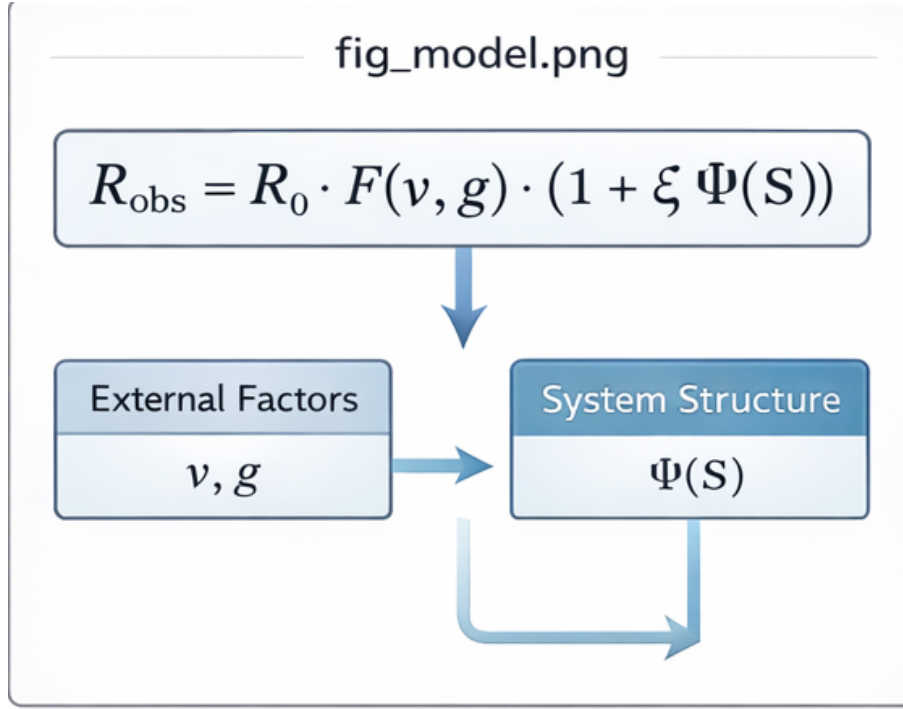 fig_model.png
R_obs = R_0 · F(v, g) · (1 + ξ Ψ(S))
External Factors
v, g
System Structure
Ψ(S)